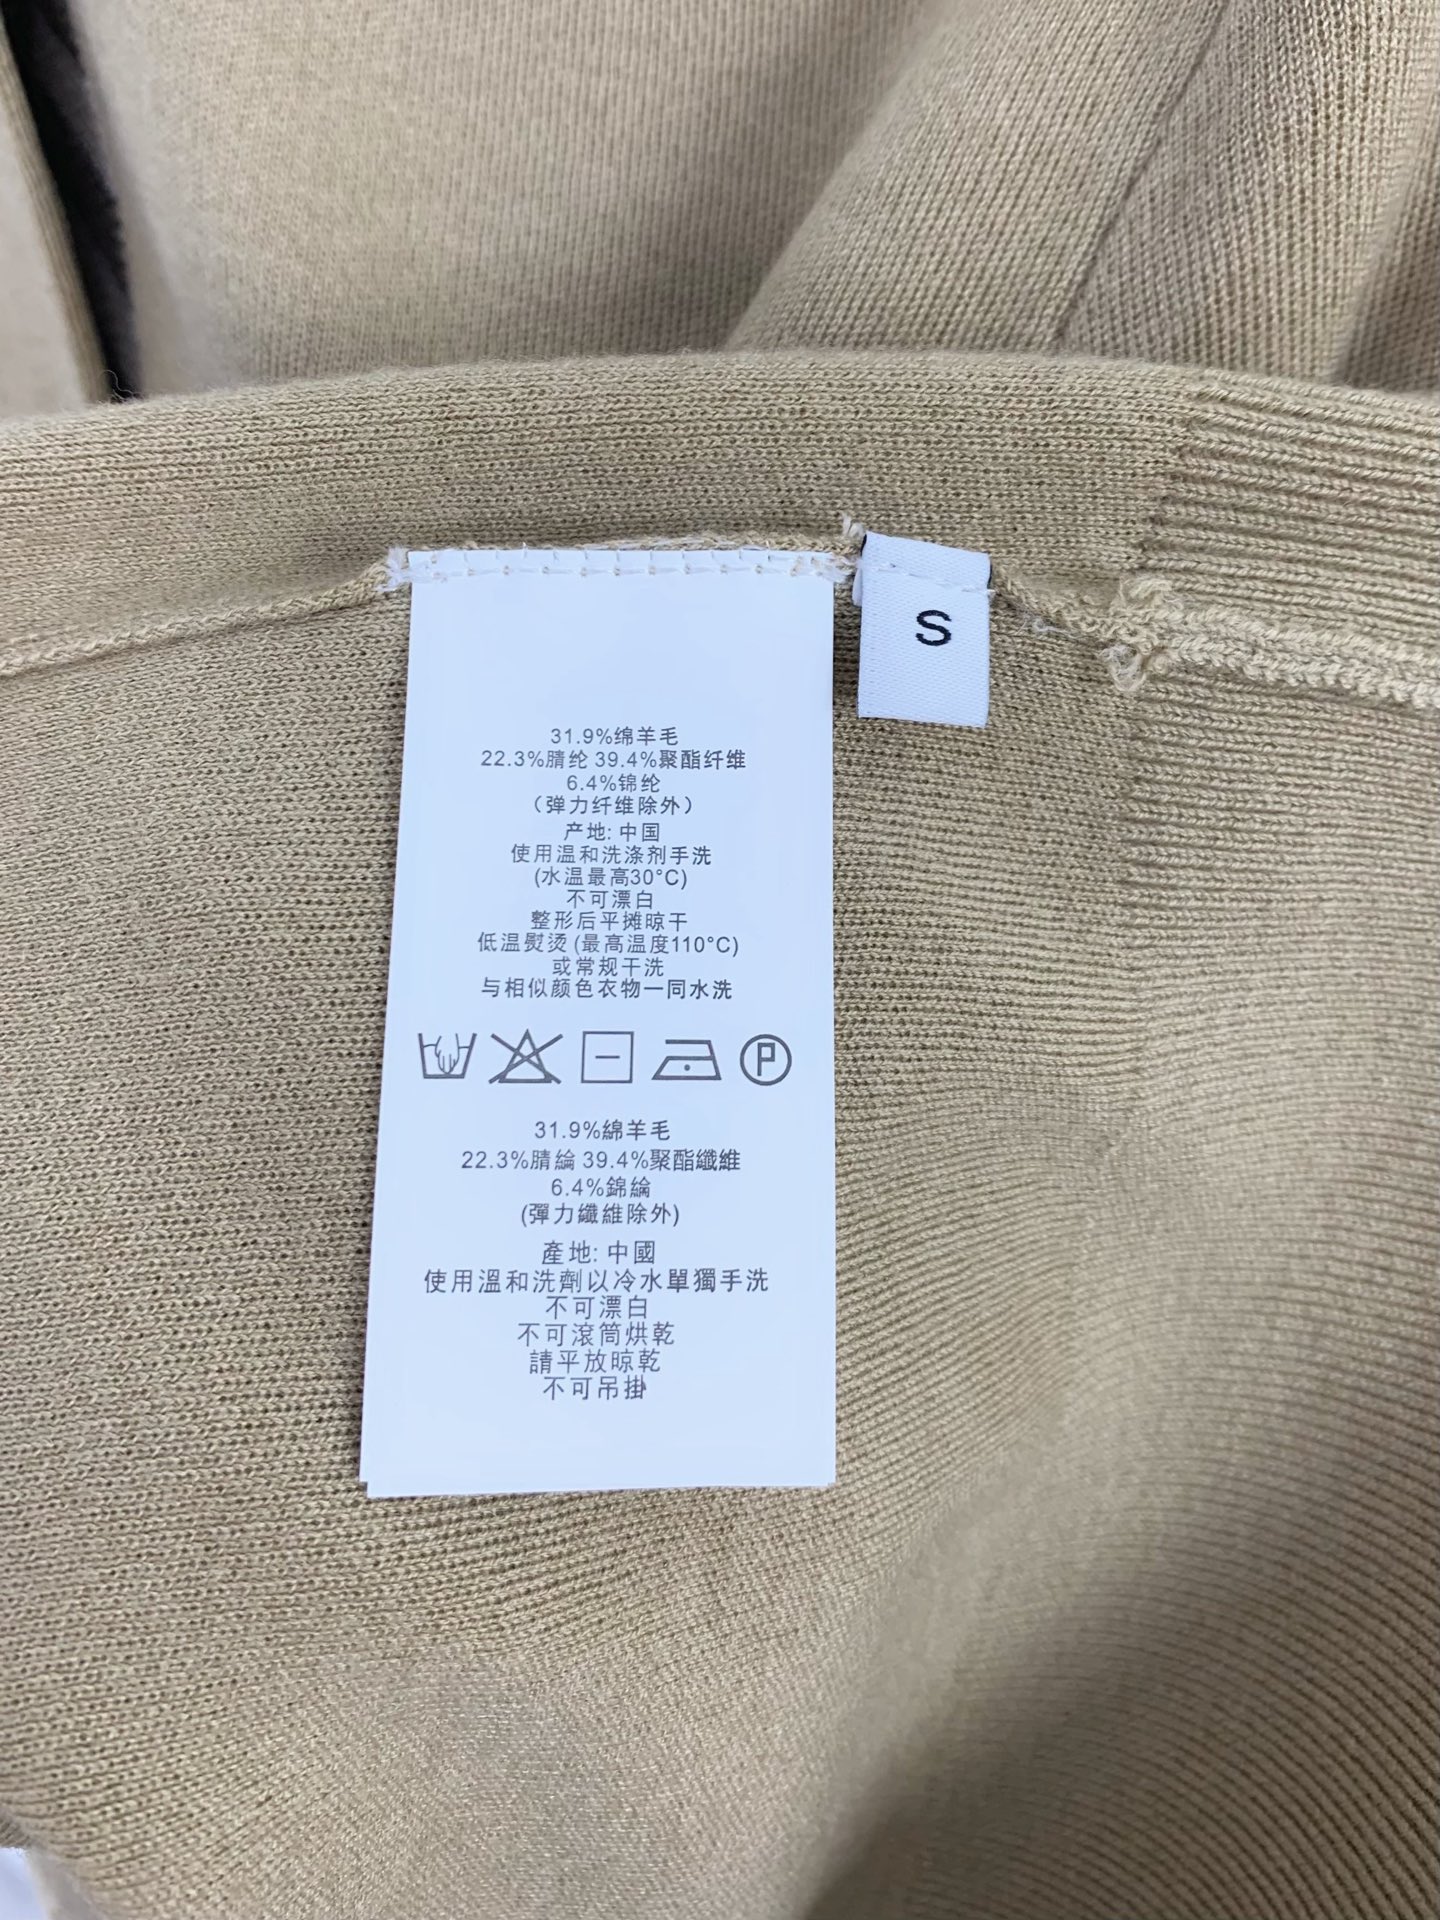 S
31.9%绵羊毛
22.3%腈纶 39.4%聚酯纤维
6.4%锦纶
（弹力纤维除外）
产地: 中国
使用温和洗涤剂手洗
(水温最高30°C)
不可漂白
整形后平摊晾干
低温熨烫 (最高温度110°C)
或常规干洗
与相似颜色衣物一同水洗
P
31.9%綿羊毛
22.3%腈綸 39.4%聚酯纖維
6.4%錦綸
(彈力纖維除外)
產地: 中國
使用溫和洗劑以冷水單獨手洗
不可漂白
不可滾筒烘乾
請平放晾乾
不可吊掛